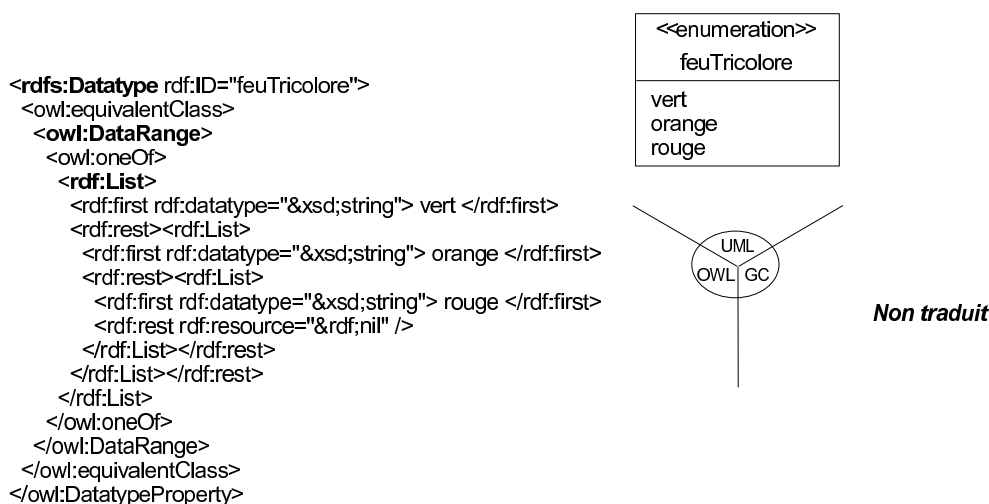 <rdfs:Datatype rdf:ID="feuTricolore">
<owl:equivalentClass>
<owl:DataRange>
<owl:oneOf>
<rdf:List>
<rdf:first rdf:datatype="&xsd;string"> vert </rdf:first>
<rdf:rest><rdf:List>
<rdf:first rdf:datatype="&xsd;string"> orange </rdf:first>
<rdf:rest><rdf:List>
<rdf:first rdf:datatype="&xsd;string"> rouge </rdf:first>
<rdf:rest rdf:resource="&rdf;nil" />
</rdf:List></rdf:rest>
</rdf:List></rdf:rest>
</rdf:List>
</owl:oneOf>
</owl:DataRange>
</owl:equivalentClass>
</owl:DatatypeProperty>
<<enumeration>>
feuTricolore
vert
orange
rouge
UML
OWL GC
Non traduit